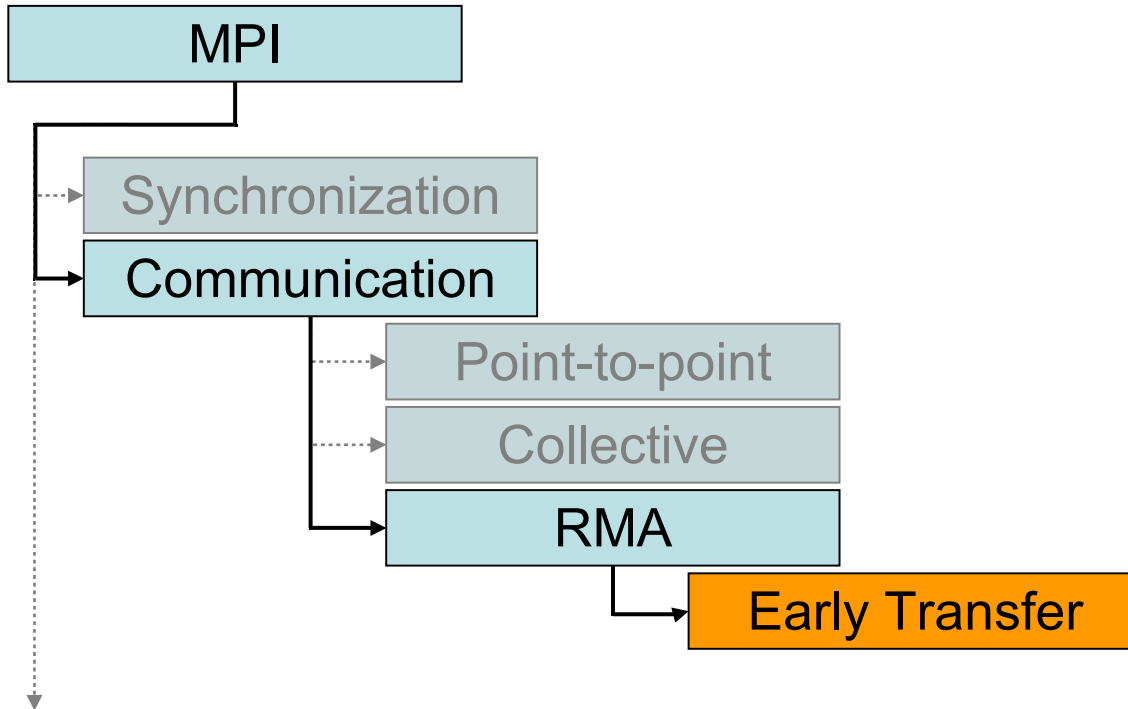 MPI
Synchronization
Communication
Point-to-point
Collective
RMA
Early Transfer